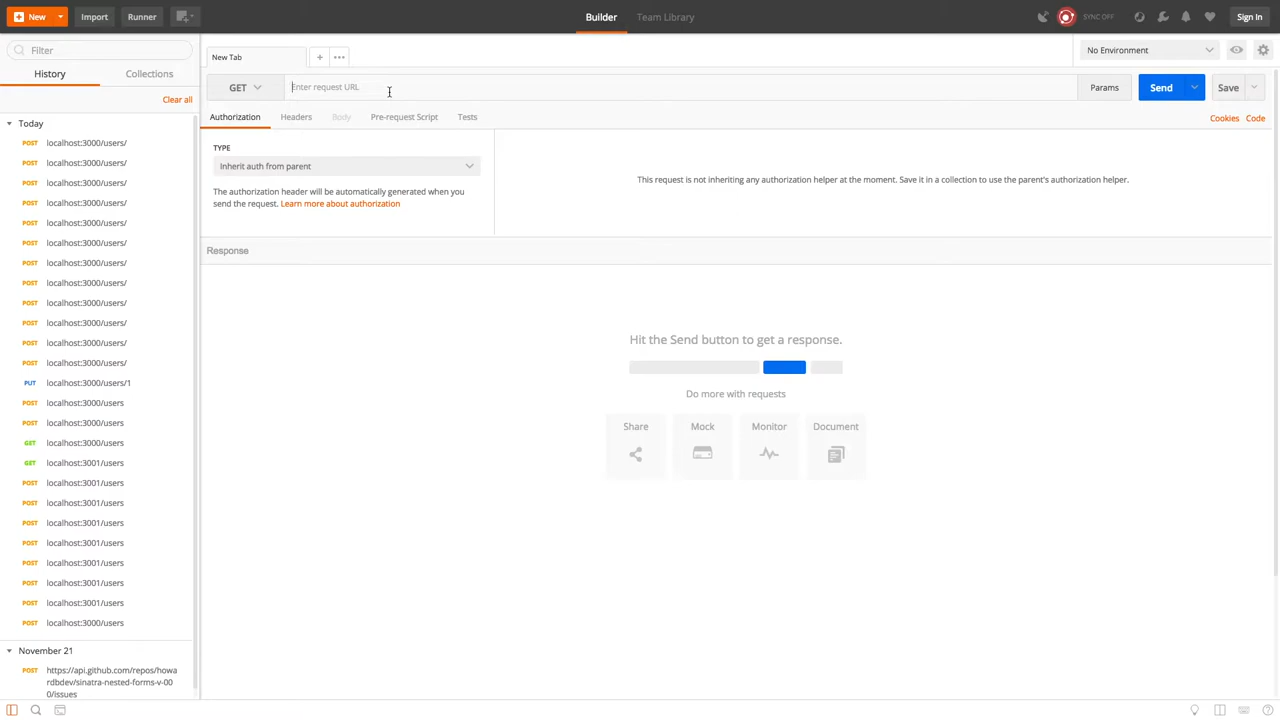 New
Import
Runner
Builder
Team Library
SYNC OFF
Sign In
Filter
History
Collections
Clear all
Today
POST localhost:3000/users/
POST localhost:3000/users/
POST localhost:3000/users/
POST localhost:3000/users/
POST localhost:3000/users/
POST localhost:3000/users/
POST localhost:3000/users/
POST localhost:3000/users/
POST localhost:3000/users/
POST localhost:3000/users/
POST localhost:3000/users/
POST localhost:3000/users/
PUT localhost:3000/users/1
POST localhost:3000/users
POST localhost:3000/users
GET localhost:3000/users
GET localhost:3001/users
POST localhost:3001/users
POST localhost:3001/users
POST localhost:3001/users
POST localhost:3001/users
POST localhost:3001/users
POST localhost:3001/users
POST localhost:3001/users
POST localhost:3000/users
November 21
POST https://api.github.com/repos/howa
rdbdev/sinatra-nested-forms-v-00
0/issues
New Tab
No Environment
GET
Enter request URL
Params
Send
Save
Authorization
Headers
Body
Pre-request Script
Tests
Cookies
Code
TYPE
Inherit auth from parent
The authorization header will be automatically generated when you
send the request. Learn more about authorization
This request is not inheriting any authorization helper at the moment. Save it in a collection to use the parent's authorization helper.
Response
Hit the Send button to get a response.
Do more with requests
Share
Mock
Monitor
Document